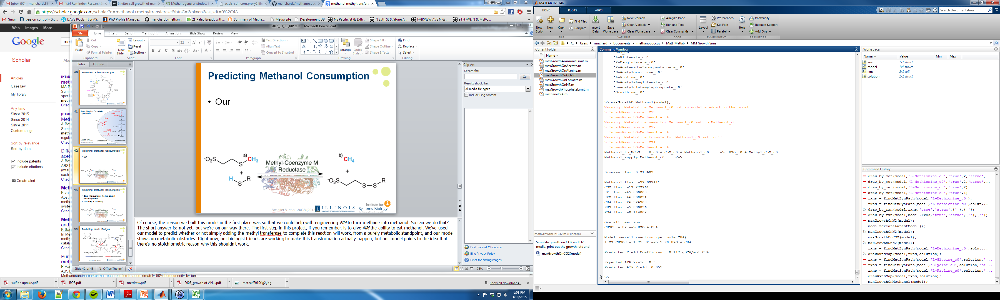 Inbox (60) - marichards88
[isb] Reminder: Research I
In vitro cell growth of ma
Methanogens: a window
ac.els-cdn.com.proxy2.lib
marichards/methanococc
methanol methyltransfera
Matthew
https://scholar.google.com/scholar?q=methanol+methyltransferase&btnG=&hl=en&as_sdt=0%2C48
Gmail
version control - Git ...
DAVE POLETTI & AS...
PhD Profile Manage...
marichards/methan...
21 Paleo Breads with...
Summary of Metha...
Media Site
Development DB
NE Pacific St & 15th ...
N 85th St & Stone A...
FAIRVIEW AVE N & ...
9TH AVE N & MERC...
Web Images More...
Google
Scholar
Articles
Case law
My library
Any time
Since 2015
Since 2014
Since 2011
Custom range...
Sort by relevance
Sort by date
include patents
include citations
Create alert
2015_03_11_RIP talk - Microsoft PowerPoint
File Home Insert Design Transitions Animations Slide Show Review View
Paste
Cut
Copy
Format Painter
Clipboard
New
Slide
Layout
Reset
Section
Slides
Font
Text Direction
Align Text
Convert to SmartArt
Paragraph
Arrange
Quick
Styles
Shape Fill
Shape Outline
Shape Effects
Drawing
Find
Replace
Select
Editing
Slides Outline
40
Ferredoxin & the Wolfe Cycle
41
Investigating Ferredoxin
Specificity
Extracellular Intracellular
42
Predicting Methanol Consumption
• Our
43
Predicting Methanol Consumption
• Step 1 is reversing the last step of
methanogenesis
• This step is underway
44
Predicting Strain Designs
Predicting Methanol Consumption
• Our
a)
-O3S
S
CH3
+
H
S
R
Methyl-Coenzyme M
Reductase
b)
CH4
+
-O3S
S—S
R
Scheller S. et al. JACS (2013
ILLINOIS
Institute for
Systems Biology
Of course, the reason we built this model in the first place was so that we could help with engineering MM to turn methane into methanol. So can we do that?
The short answer is: not yet, but we're on our way there. The first step in this project, if you remember, is to give MM the ability to eat methanol. We've used
our model to predict whether or not simply adding the methyl transferase to complete this reaction will work, from a purely metabolic standpoint, and our model
shows no metabolic obstacles. Right now, our biologist friends are working to make this transformation actually happen, but our model points to the idea that
there's no stoichiometric reason why this shouldn't work.
Slide 42 of 45
"1_Office Theme"
75%
Clip Art
Search for:
Go
Results should be:
All media file types
Include Bing content
Find more at Office.com
Bing Privacy Policy
Hints for finding images
Methanosarcina barkeri has been purified to approximately 90% homogeneity by ion-
sulfide uptake.pdf
BOF.pdf
metdraw.pdf
2005_growth of AN....pdf
metcalf2010fig2.jpg
Show all downloads...
6:01 PM
3/10/2015
MATLAB R2014a
HOME PLOTS APPS
Search Documentation
New
Script
New
Open
Find Files
Compare
FILE
Import
Data
Save
Workspace
New Variable
Open Variable
Clear Workspace
VARIABLE
Analyze Code
Run and Time
Clear Commands
CODE
Layout
Preferences
Set Path
Parallel
ENVIRONMENT
Help
Community
Request Support
Add-Ons
RESOURCES
C: Users mrichard Documents methanococcus Matt_Matlab MM Growth Sims
Current Folder
Name
maxGrowthAmmoniaLimit.m
maxGrowthOnAcetate.m
maxGrowthOnAlanine.m
maxGrowthOnCO2.m
maxGrowthOnFormate.m
maxGrowthOnN2.m
maxGrowthPhosphateLimit.m
methaneFVA.m
maxGrowthOnCO2.m (Function)
Simulate growth on CO2 and H2
media, print out the growth rate and
maxGrowthOnCO2(model)
Command Window
'NH3_c0'
'L-Glutamate_c0'
'2-Oxoglutarate_c0'
'2-Acetamido-5-oxopentanoate_c0'
'N-Acetylornithine_c0'
'L-Proline_c0'
'N-Acetyl-L-glutamate_c0'
'n-acetylglutamyl-phosphate_c0'
'Ornithine_c0'
>> maxGrowthOnMethanol(model);
Warning: Metabolite Methanol_c0 not in model - added to the model
> In addReaction at 213
In maxGrowthOnMethanol at 4
Warning: Metabolite name for Methanol_c0 set to Methanol_c0
> In addReaction at 219
In maxGrowthOnMethanol at 4
Warning: Metabolite formula for Methanol_c0 set to ''
> In addReaction at 224
In maxGrowthOnMethanol at 4
Methanol_to_MCoM H_c0 + CoM_c0 + Methanol_c0 -> H2O_c0 + Methyl_CoM_c0
Methanol_supply Methanol_c0 <=>
Biomass flux: 0.213683
Methanol flux: -32.097411
CO2 flux: -12.272261
H2 flux: -45.000000
H2O flux: 46.808034
CH4 flux: 26.326308
NH3 flux: -5.830836
PO4 flux: -0.114802
Overall reaction:
CH3OH + H2 --> H2O + CH4
Model overall reaction (per mole CH4)
1.22 CH3OH + 1.71 H2 --> 1.78 H2O + CH4
Predicted Yield Coefficient: 8.117 gDCW/mol CH4
Expected ATP Yield: 0.5
Predicted ATP Yield: 0.051
fx >>
Workspace
Name Value Min Max
ans 1x1 struct
model 1x1 struct
rxns 5x1 cell
solution 1x1 struct
Command History
draw_by_met(model,'L-Methionine_c0','true',2,'struc',...
draw_by_met(model,'L-Methionine_c0','true',2,'struc'...
draw_by_met(model,'L-Methionine_c0','true',2)
draw_by_met(model,'L-Methionine_c0','true',1)
rxns = findMetSynPath(model,'L-Methionine_c0');
rxns = findMetSynPath(model,'L-Methionine_c0',solut...
2x draw_by_rxn(model,rxns,'true','struc',{''},{''})
draw_by_rxn(model,model.rxns,'true','struc',{''},{''})
maxGrowthOnN2(model);
model=createLatestModel();
3x maxGrowthOnN2(model);
maxGrowthOnCO2(model);
2x maxGrowthOnN2(model);
rxns = findMetSynPath(model,'L-Methionine_c0',solut...
2x drawRxnsMap(model,rxns,solution);
rxns = findMetSynPath(model,'L-Glycine_c0',solution,'...
rxns = findMetSynPath(model,'Glycine_c0',solution,'bi...
rxns = findMetSynPath(model,'L-Proline_c0',solution,'...
drawRxnsMap(model,rxns,solution);
maxGrowthOnMethanol(model);